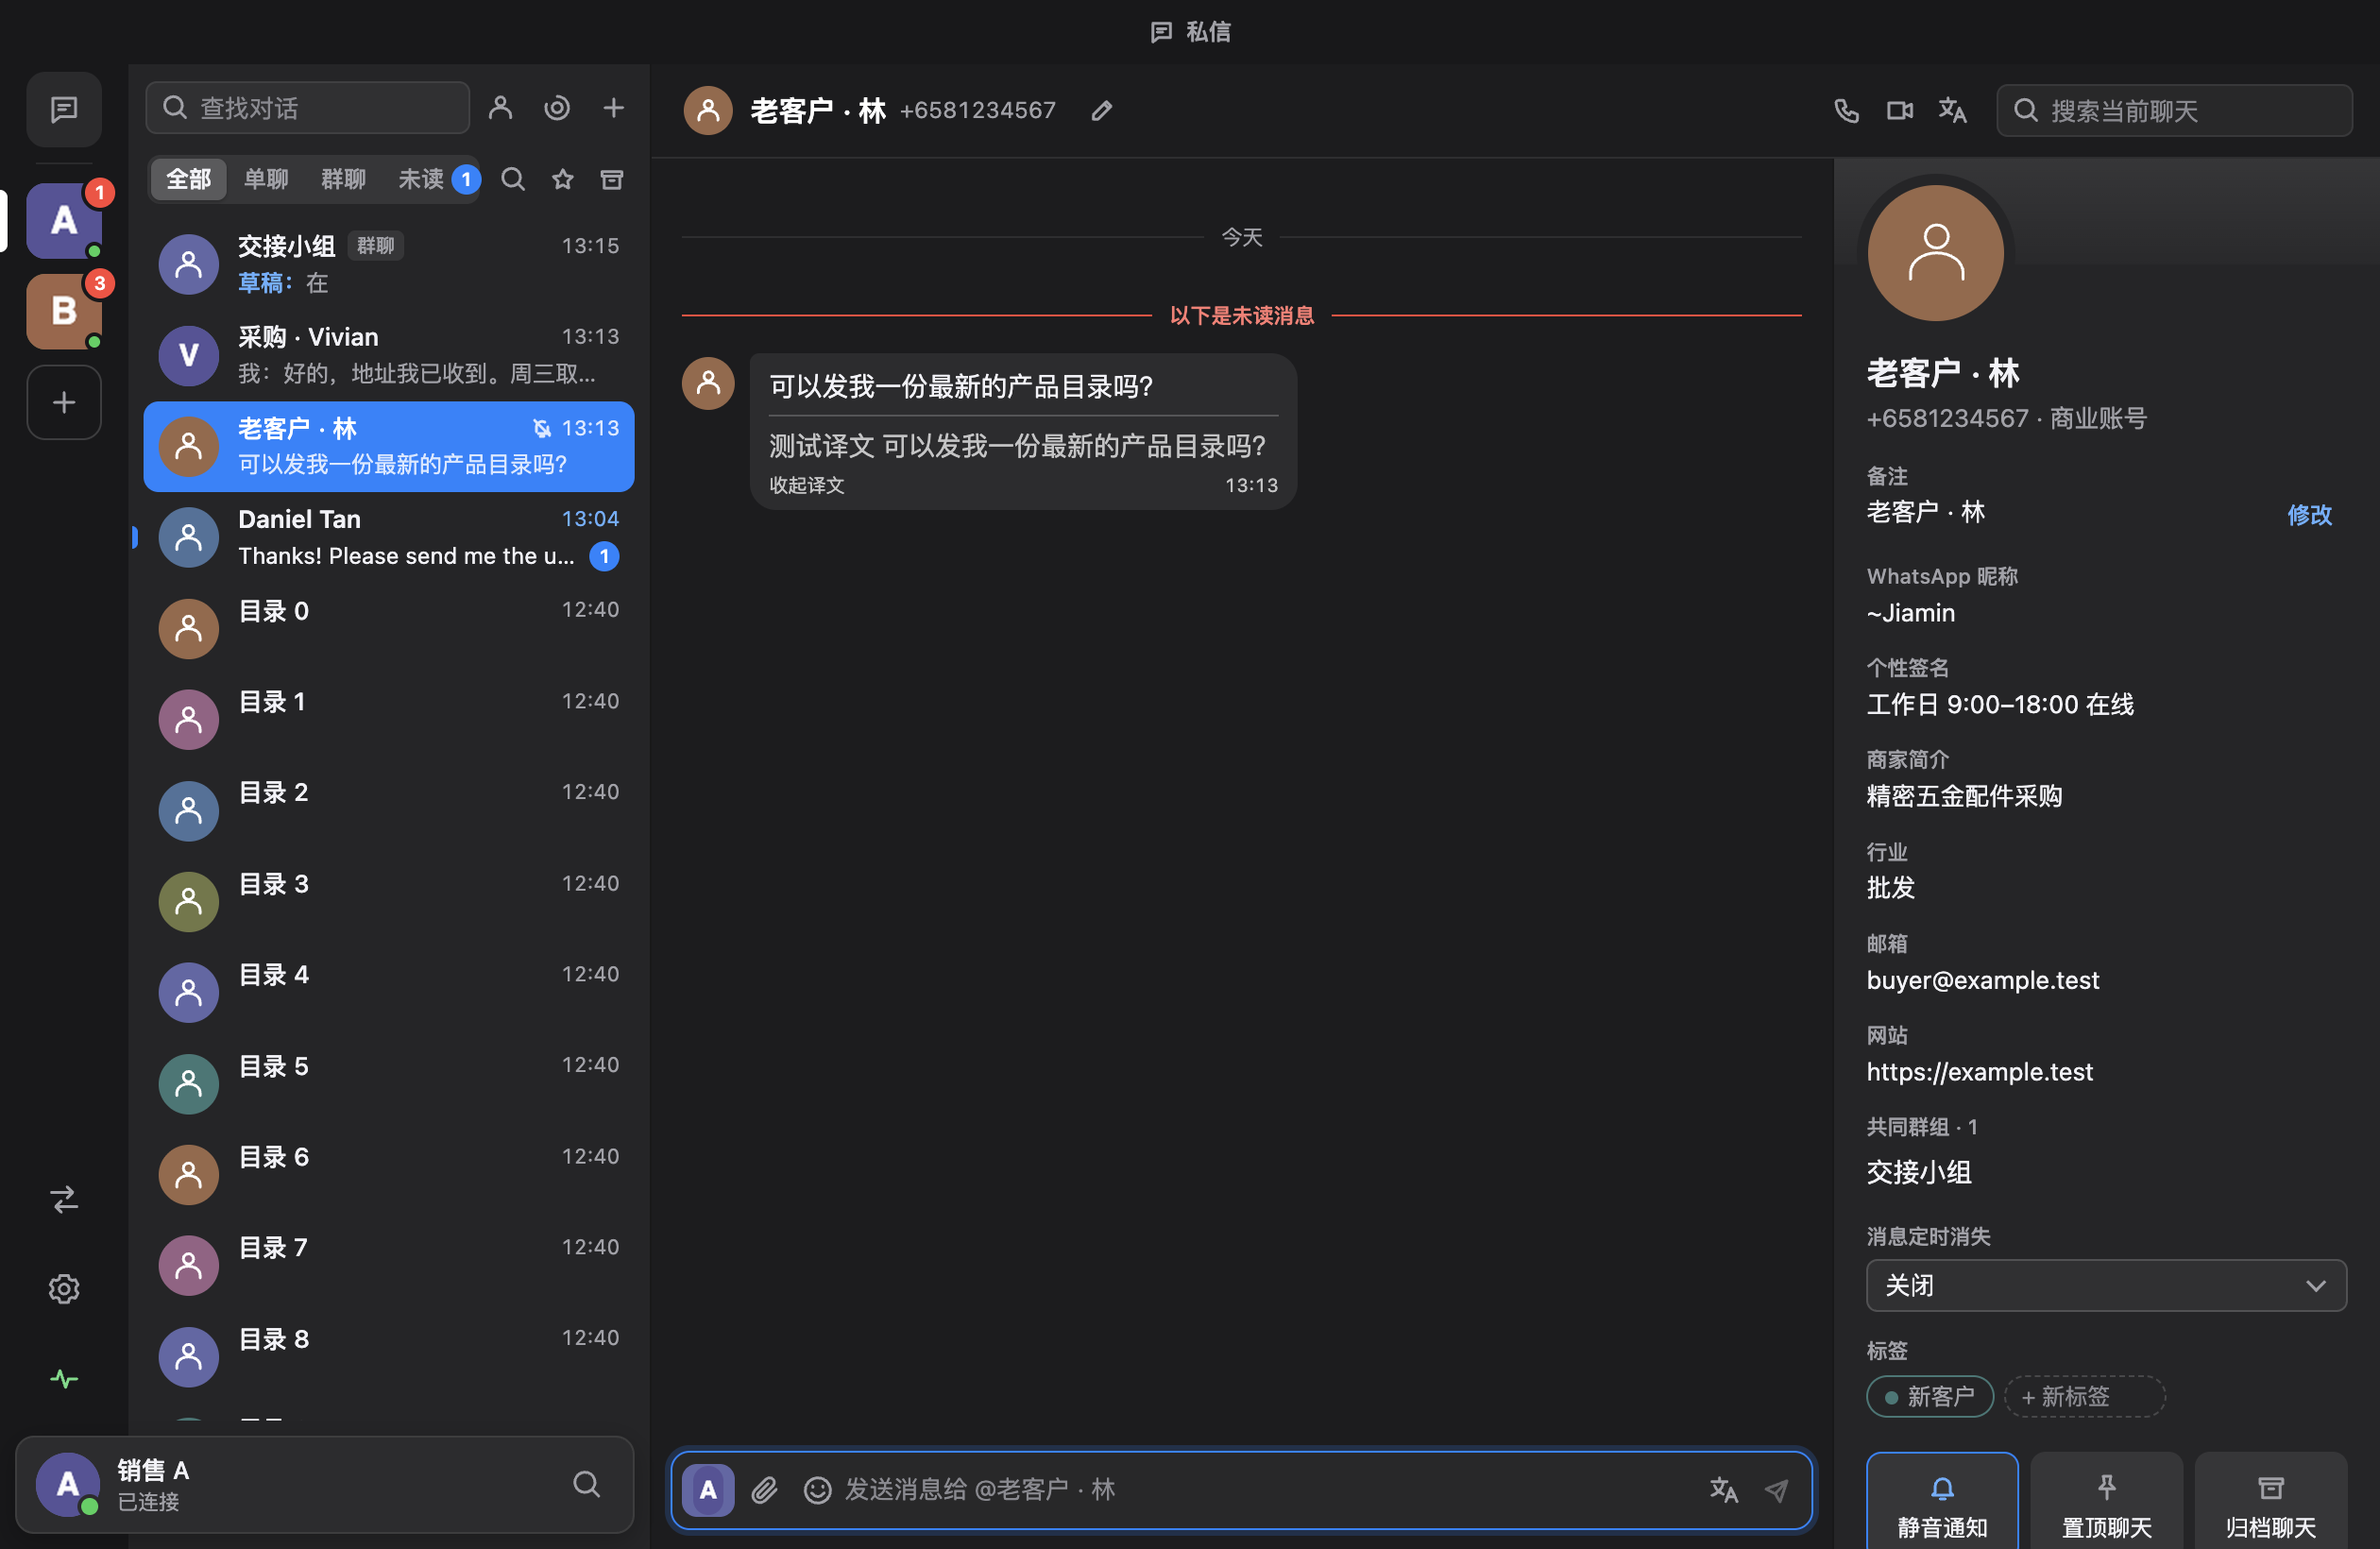 私信
查找对话
全部 单聊 群聊 未读 1
A 1
B 3
交接小组 群聊 13:15
草稿：在
V
采购 · Vivian 13:13
我：好的，地址我已收到。周三取...
老客户 · 林 13:13
可以发我一份最新的产品目录吗？
Daniel Tan 13:04
Thanks! Please send me the u... 1
目录 0 12:40
目录 1 12:40
目录 2 12:40
目录 3 12:40
目录 4 12:40
目录 5 12:40
目录 6 12:40
目录 7 12:40
目录 8 12:40
A
销售 A
已连接
老客户 · 林 +6581234567
搜索当前聊天
今天
以下是未读消息
可以发我一份最新的产品目录吗？
测试译文 可以发我一份最新的产品目录吗？
收起译文 13:13
A 发送消息给 @老客户 · 林
老客户 · 林
+6581234567 · 商业账号
备注
老客户 · 林 修改
WhatsApp 昵称
~Jiamin
个性签名
工作日 9:00–18:00 在线
商家简介
精密五金配件采购
行业
批发
邮箱
buyer@example.test
网站
https://example.test
共同群组 · 1
交接小组
消息定时消失
关闭
标签
新客户 + 新标签
静音通知 置顶聊天 归档聊天